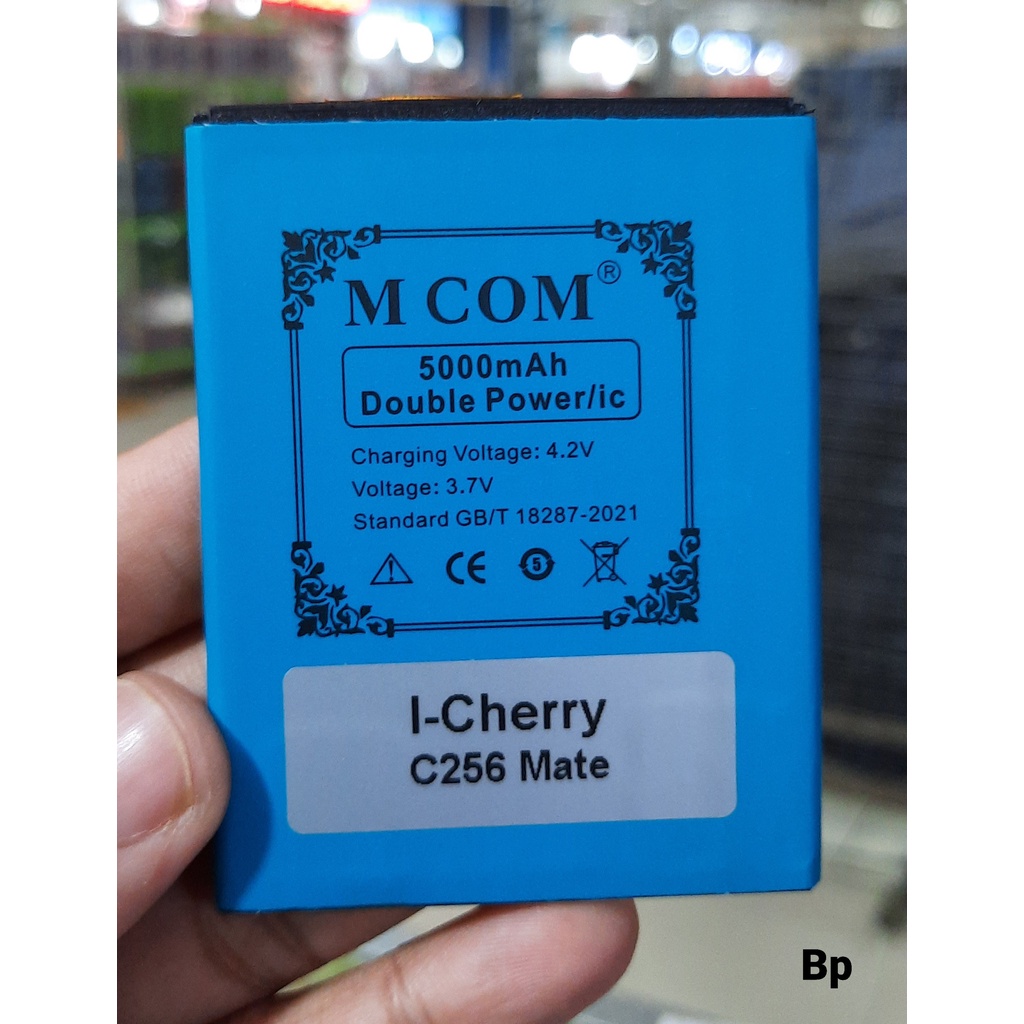 M COM®
5000mAh
Double Power/ic
Charging Voltage: 4.2V
Voltage: 3.7V
Standard GB/T 18287-2021
CE 5
I-Cherry
C256 Mate
Bp